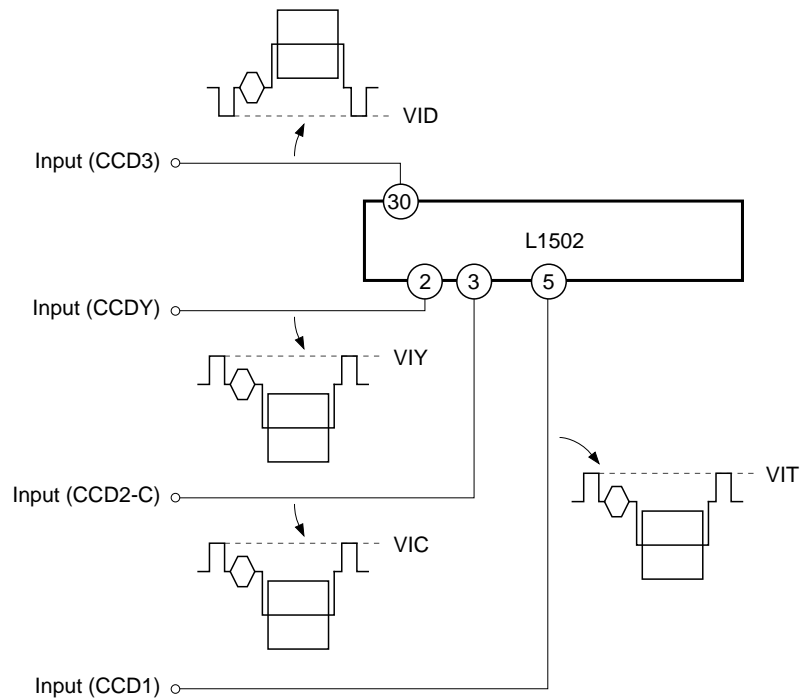 VID
Input (CCD3)
30
L1502
2
3
5
Input (CCDY)
VIY
VIT
Input (CCD2-C)
VIC
Input (CCD1)